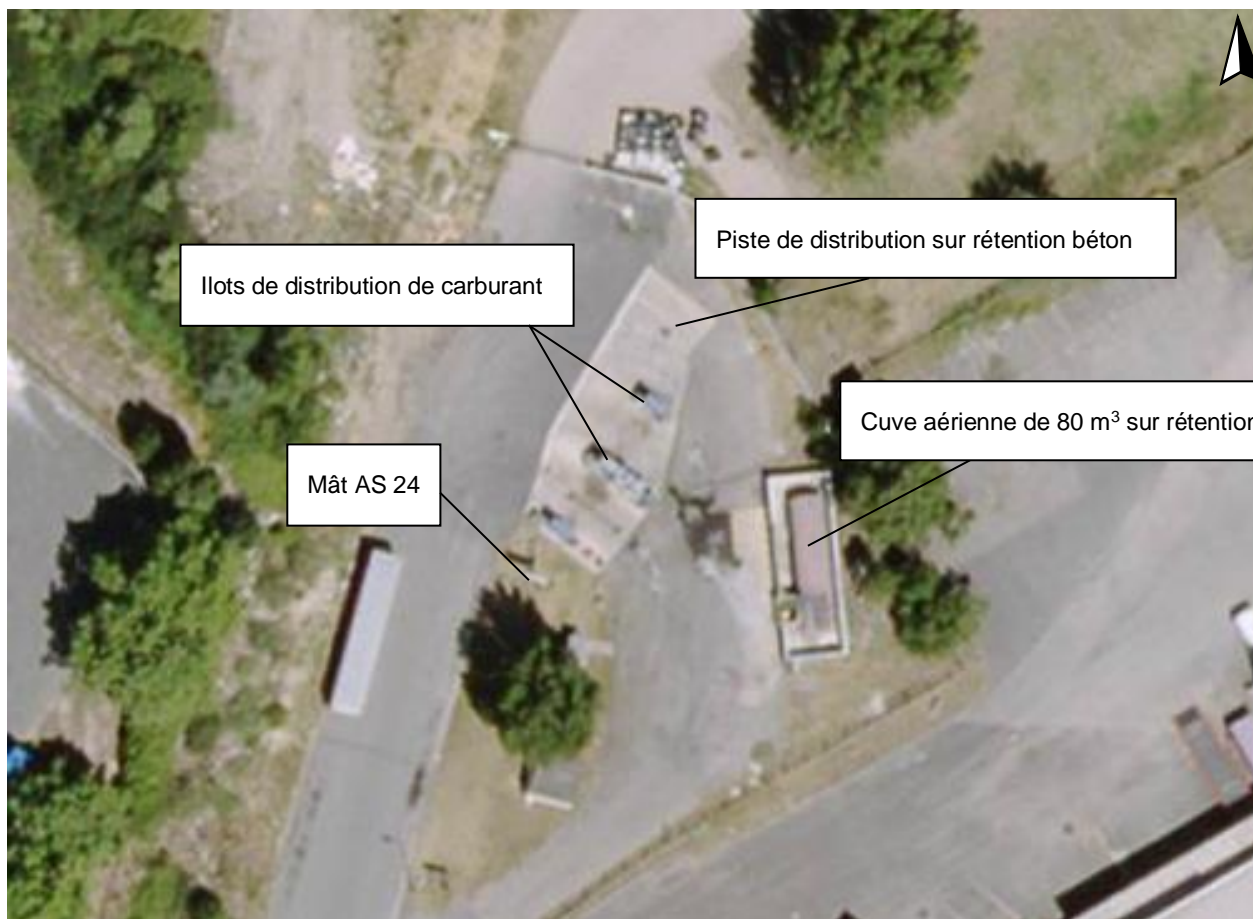 Piste de distribution sur rétention béton
Ilots de distribution de carburant
Cuve aérienne de 80 m³ sur rétention
Mât AS 24